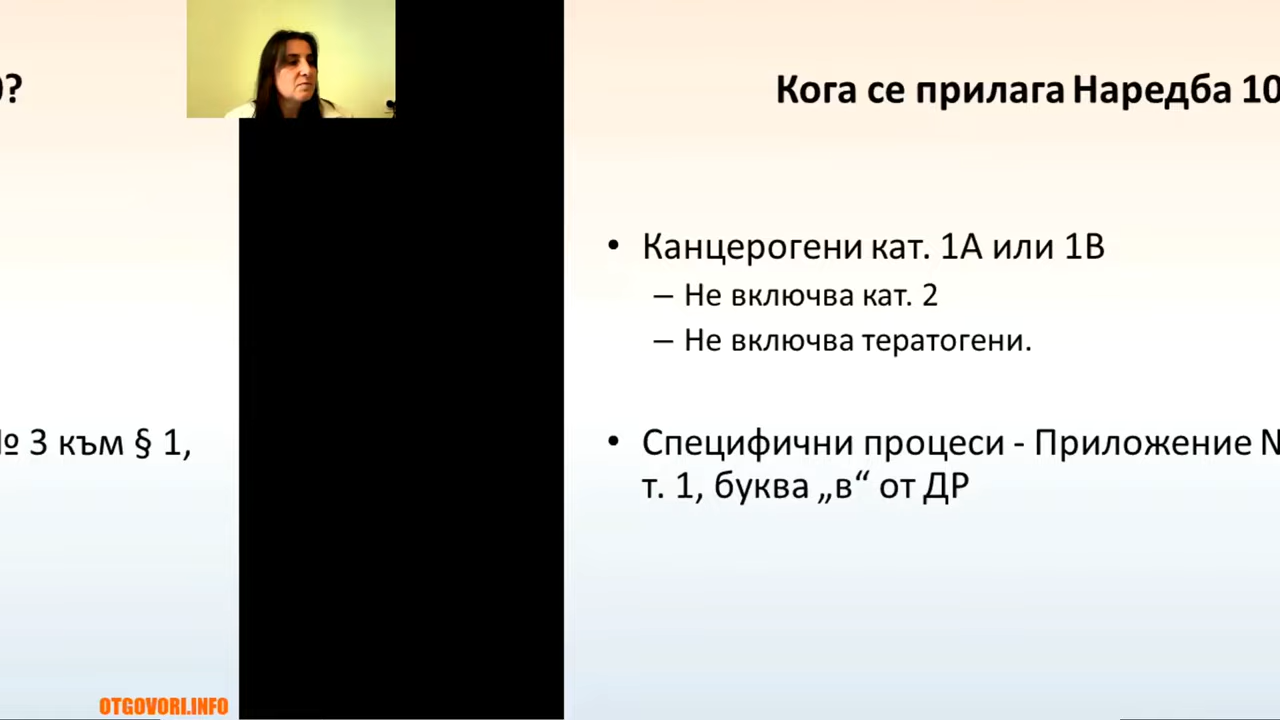 Кога се прилага Наредба 10
0?
• Канцерогени кат. 1А или 1В
– Не включва кат. 2
– Не включва тератогени.
• Специфични процеси - Приложение №
№ 3 към § 1,
т. 1, буква „в“ от ДР
OTGOVORI.INFO